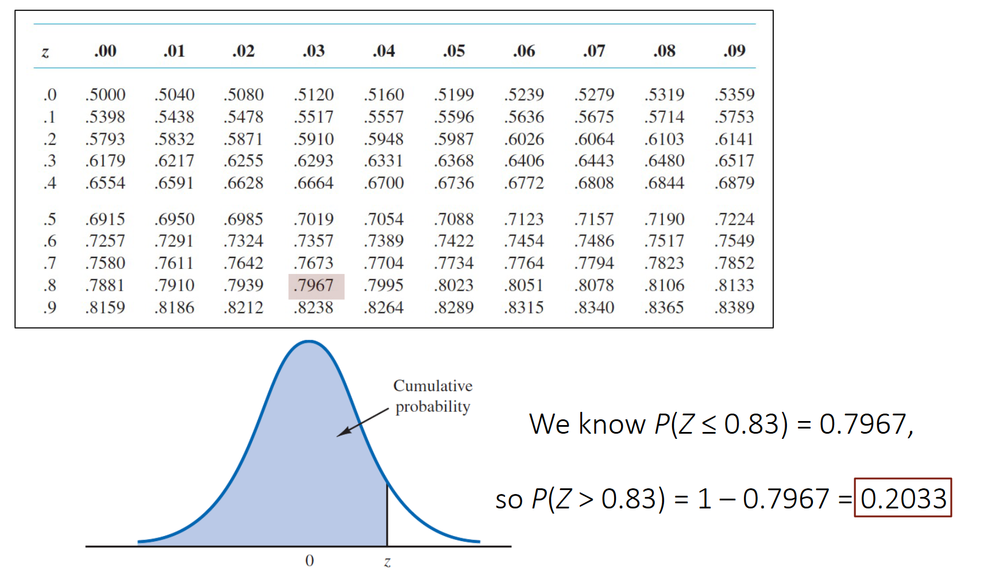 z .00 .01 .02 .03 .04 .05 .06 .07 .08 .09
.0 .5000 .5040 .5080 .5120 .5160 .5199 .5239 .5279 .5319 .5359
.1 .5398 .5438 .5478 .5517 .5557 .5596 .5636 .5675 .5714 .5753
.2 .5793 .5832 .5871 .5910 .5948 .5987 .6026 .6064 .6103 .6141
.3 .6179 .6217 .6255 .6293 .6331 .6368 .6406 .6443 .6480 .6517
.4 .6554 .6591 .6628 .6664 .6700 .6736 .6772 .6808 .6844 .6879
.5 .6915 .6950 .6985 .7019 .7054 .7088 .7123 .7157 .7190 .7224
.6 .7257 .7291 .7324 .7357 .7389 .7422 .7454 .7486 .7517 .7549
.7 .7580 .7611 .7642 .7673 .7704 .7734 .7764 .7794 .7823 .7852
.8 .7881 .7910 .7939 .7967 .7995 .8023 .8051 .8078 .8106 .8133
.9 .8159 .8186 .8212 .8238 .8264 .8289 .8315 .8340 .8365 .8389
Cumulative
probability
0 z
We know P(Z ≤ 0.83) = 0.7967,
so P(Z > 0.83) = 1 – 0.7967 = 0.2033